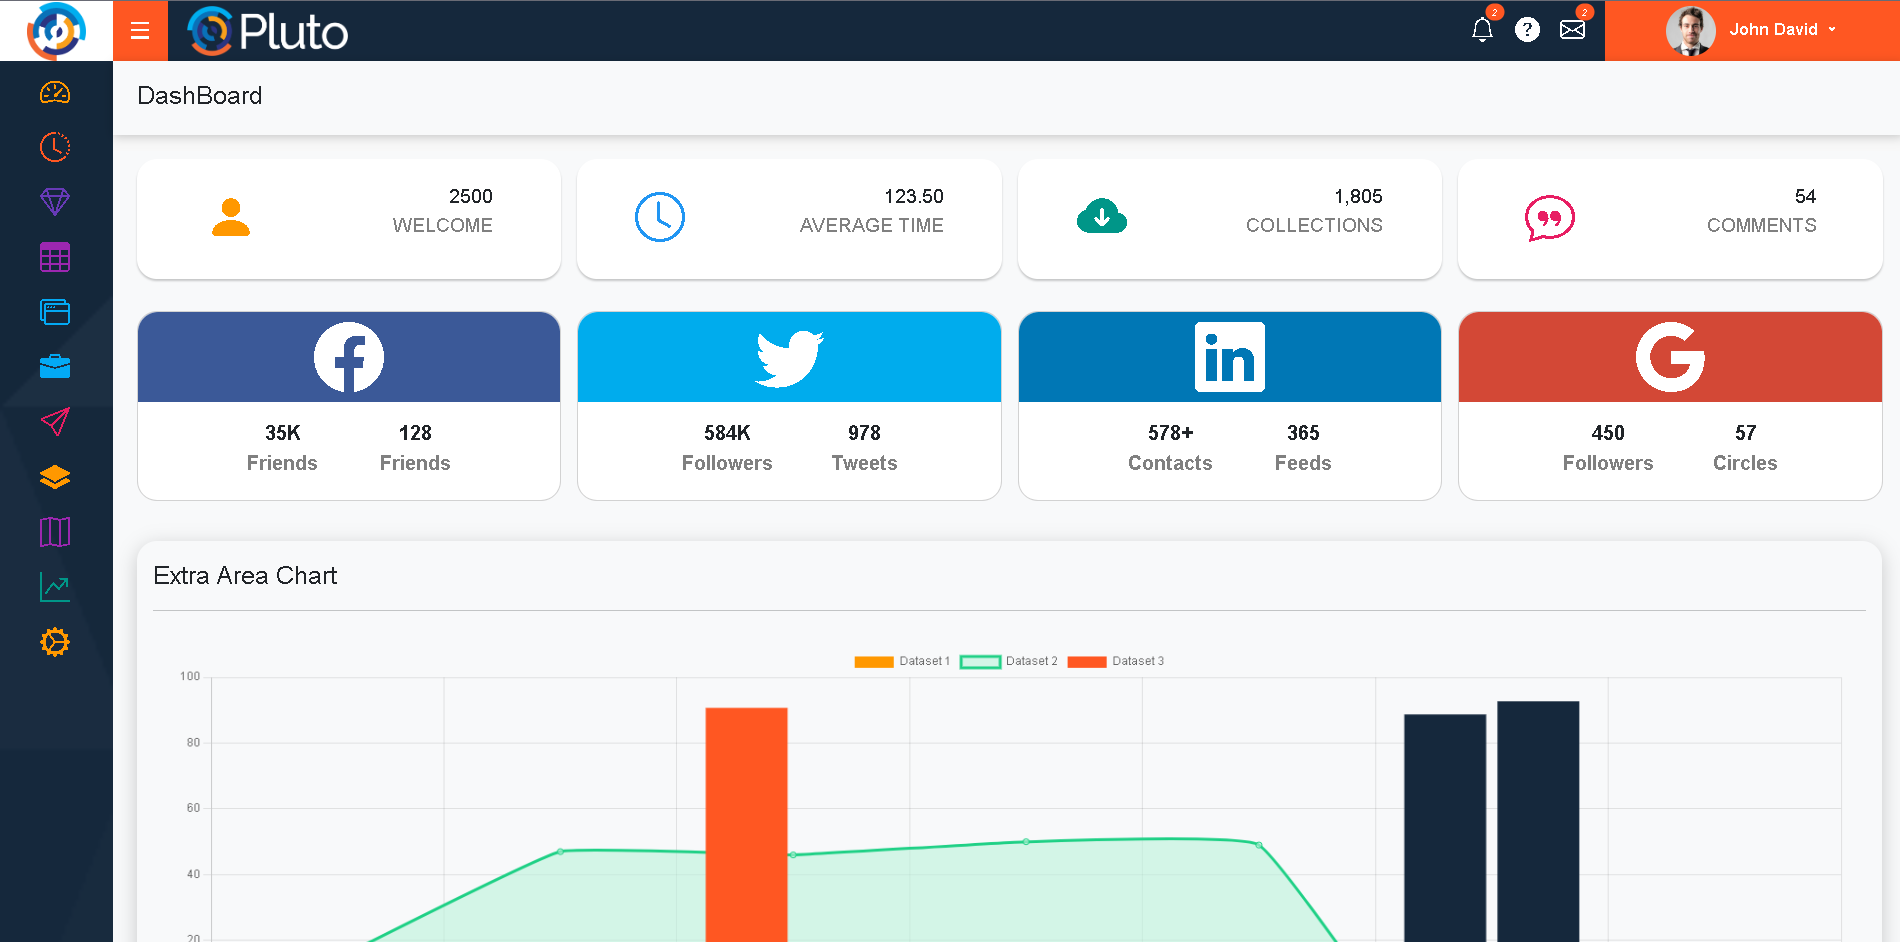 Pluto
2
?
2
John David
DashBoard
2500
WELCOME
123.50
AVERAGE TIME
1,805
COLLECTIONS
54
COMMENTS
35K
Friends
128
Friends
584K
Followers
978
Tweets
in
578+
Contacts
365
Feeds
G
450
Followers
57
Circles
Extra Area Chart
Dataset 1
Dataset 2
Dataset 3
100
80
60
40
20